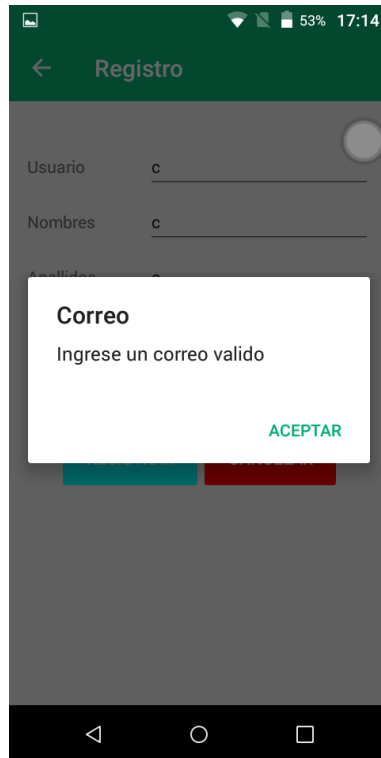 53% 17:14
Registro
Usuario c
Nombres c
Correo
Ingrese un correo valido
ACEPTAR